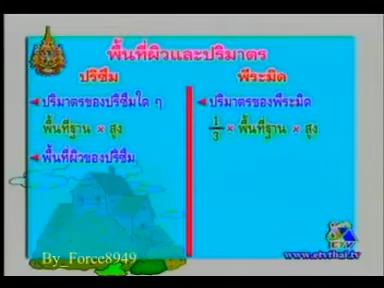 พื้นที่ผิวและปริมาตร
ปริซึม
ปริมาตรของปริซึมใด ๆ
พื้นที่ฐาน × สูง
พื้นที่ผิวของปริซึม
พีระมิด
ปริมาตรของพีระมิด
1/3 × พื้นที่ฐาน × สูง
By_Force8949
ETV
www.etvthai.tv